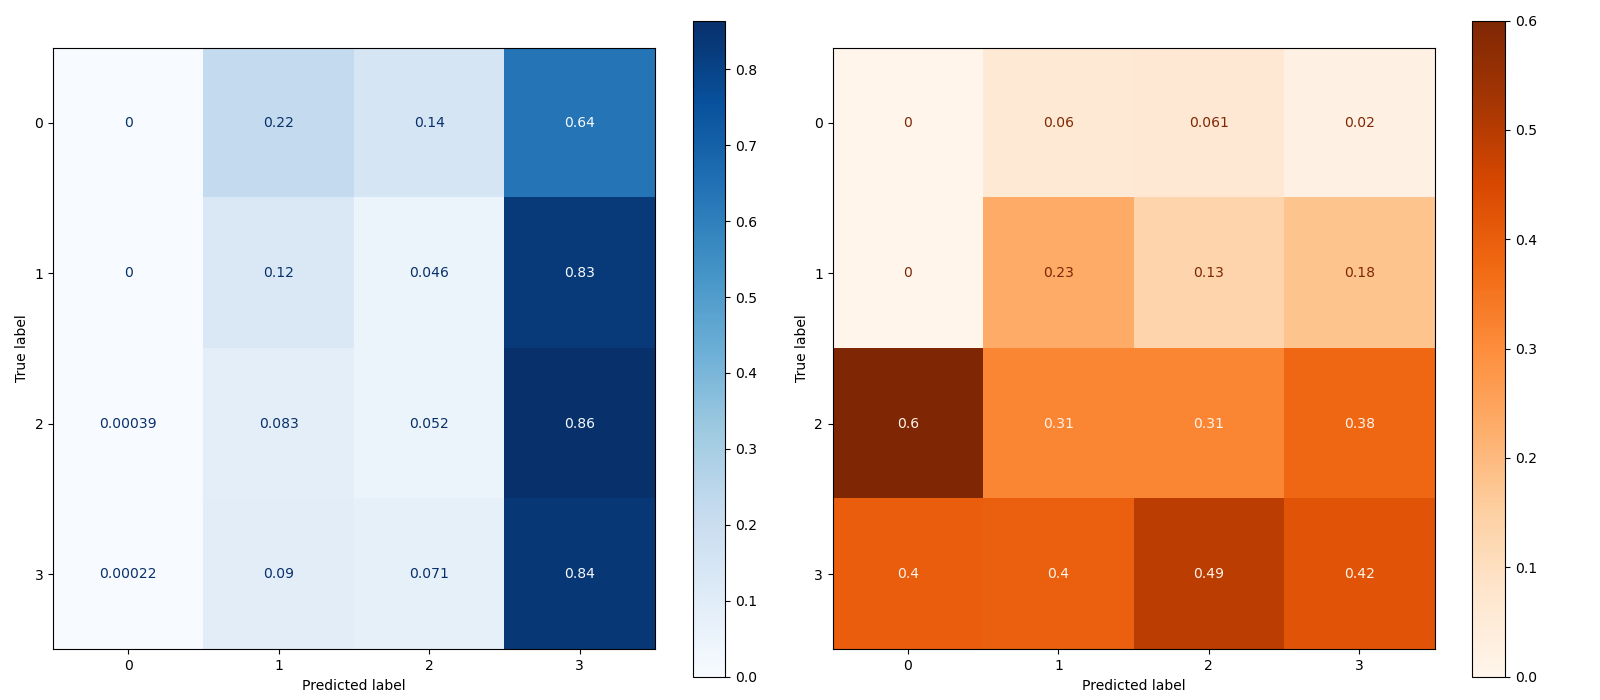 0 0 0.22 0.14 0.64
1 0 0.12 0.046 0.83
2 0.00039 0.083 0.052 0.86
3 0.00022 0.09 0.071 0.84
0 1 2 3
Predicted label
True label
0.8
0.7
0.6
0.5
0.4
0.3
0.2
0.1
0.0
0 0 0.06 0.061 0.02
1 0 0.23 0.13 0.18
2 0.6 0.31 0.31 0.38
3 0.4 0.4 0.49 0.42
0 1 2 3
Predicted label
True label
0.6
0.5
0.4
0.3
0.2
0.1
0.0